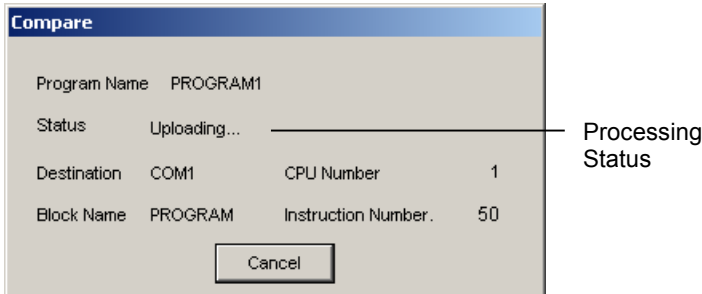 Compare
Program Name PROGRAM1
Status Uploading...
Processing
Status
Destination COM1 CPU Number 1
Block Name PROGRAM Instruction Number. 50
Cancel